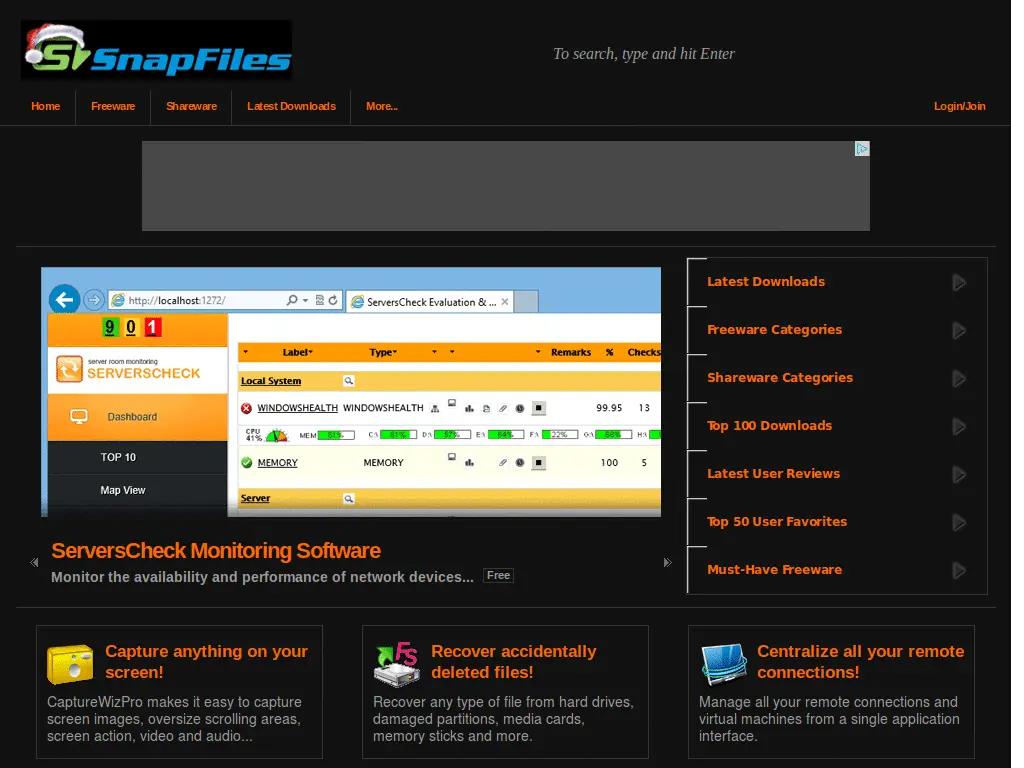 SnapFiles
To search, type and hit Enter
Home
Freeware
Shareware
Latest Downloads
More...
Login/Join
http://localhost:1272/
ServersCheck Evaluation & ...
9 0 1
server room monitoring
SERVERSCHECK
Dashboard
TOP 10
Map View
Label
Type
Remarks
%
Checks
Local System
WINDOWSHEALTH WINDOWSHEALTH 99.95 13
CPU
41%
MEM 51% C:\ 81% D:\ 57% E:\ 64% F:\ 22% G:\ 68% H:\
MEMORY MEMORY 100 5
Server
ServersCheck Monitoring Software
Monitor the availability and performance of network devices... Free
Latest Downloads
Freeware Categories
Shareware Categories
Top 100 Downloads
Latest User Reviews
Top 50 User Favorites
Must-Have Freeware
Capture anything on your
screen!
CaptureWizPro makes it easy to capture
screen images, oversize scrolling areas,
screen action, video and audio...
FS
Recover accidentally
deleted files!
Recover any type of file from hard drives,
damaged partitions, media cards,
memory sticks and more.
Centralize all your remote
connections!
Manage all your remote connections and
virtual machines from a single application
interface.